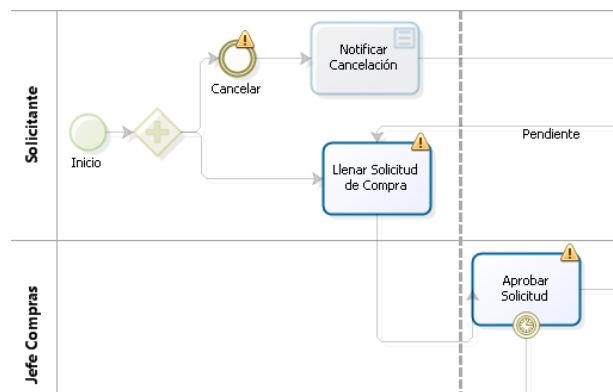 Solicitante
Inicio
Cancelar
Notificar
Cancelación
Llenar Solicitud
de Compra
Pendiente
Jefe Compras
Aprobar
Solicitud